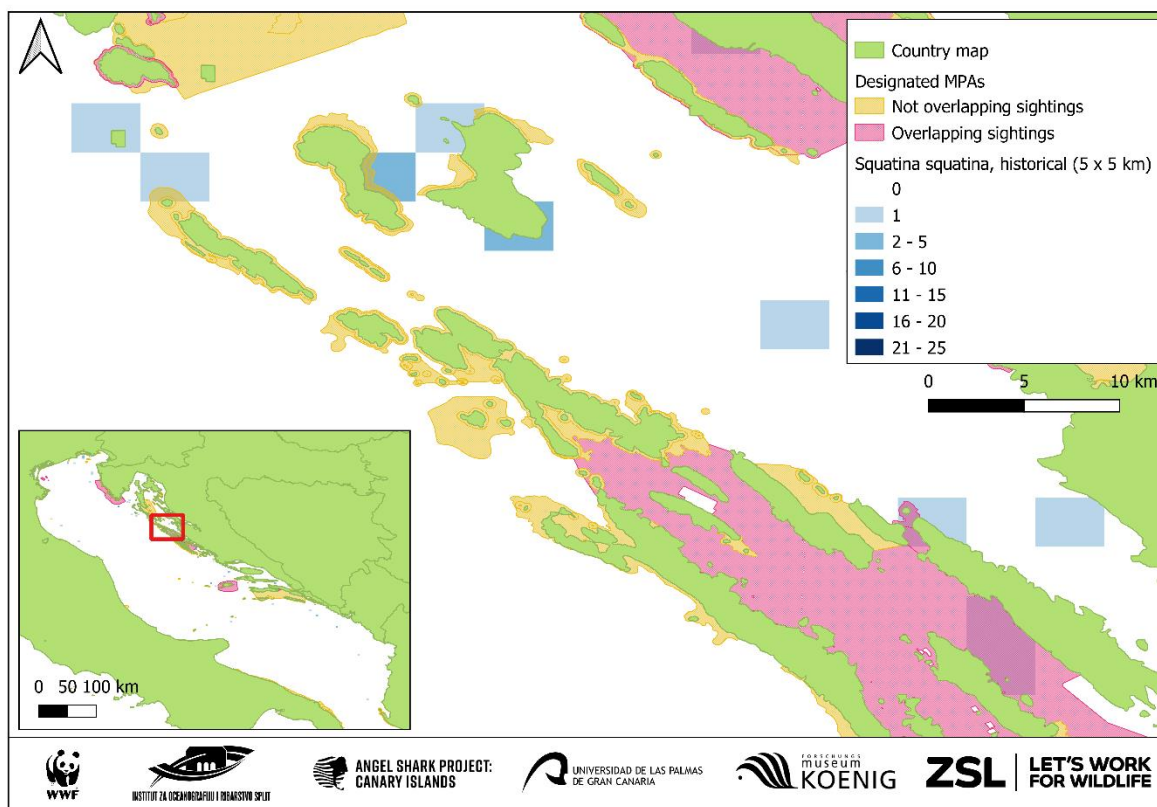 Country map
Designated MPAs
Not overlapping sightings
Overlapping sightings
Squatina squatina, historical (5 x 5 km)
0
1
2 - 5
6 - 10
11 - 15
16 - 20
21 - 25
0 5 10 km
0 50 100 km
WWF
INSTITUT ZA OCEANOGRAFIJU I RIBARSTVO SPLIT
ANGEL SHARK PROJECT:
CANARY ISLANDS
UNIVERSIDAD DE LAS PALMAS
DE GRAN CANARIA
FORSCHUNGS
museum
KOENIG
ZSL
LET'S WORK
FOR WILDLIFE